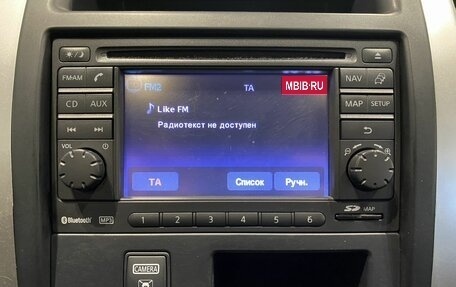 FM2
TA
MBIB·RU
FM·AM
NAV
Like FM
CD
AUX
MAP
SETUP
Радиотекст не доступен
VOL
TA
Список
Ручн.
Bluetooth
MP3
1
2
3
4
5
6
SD
MAP
CAMERA